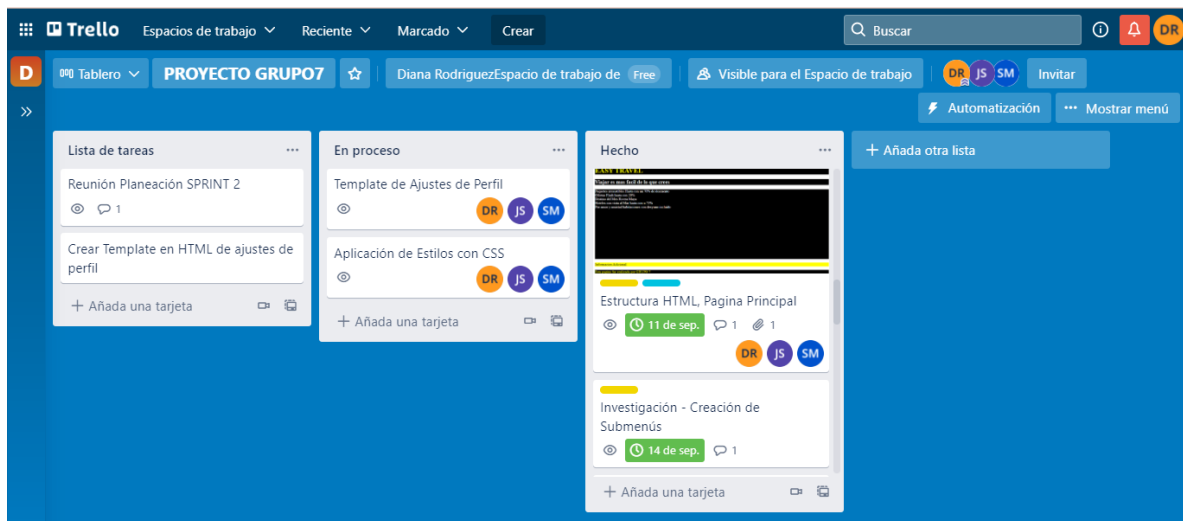 Trello Espacios de trabajo Reciente Marcado Crear Buscar DR
D Tablero PROYECTO GRUPO7 Diana RodriguezEspacio de trabajo de Free Visible para el Espacio de trabajo DR JS SM Invitar
Automatización Mostrar menú
Lista de tareas
Reunión Planeación SPRINT 2
1
Crear Template en HTML de ajustes de
perfil
Añada una tarjeta
En proceso
Template de Ajustes de Perfil
DR JS SM
Aplicación de Estilos con CSS
DR JS SM
Añada una tarjeta
Hecho
EASY TRAVEL
Viajar es mas facil de lo que crees
Estructura HTML, Pagina Principal
11 de sep. 1 1
DR JS SM
Investigación - Creación de
Submenús
14 de sep. 1
Añada una tarjeta
Añada otra lista